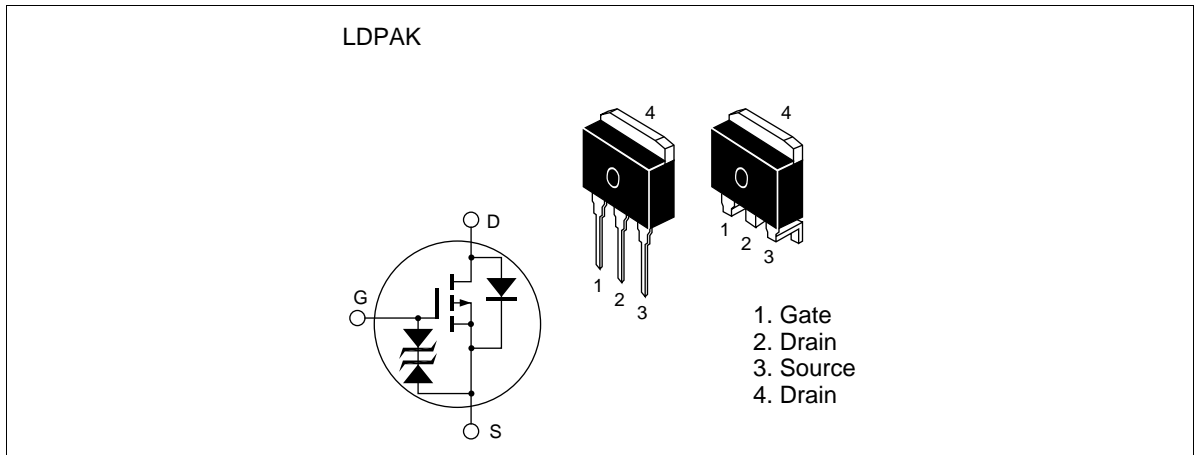 LDPAK
4
4
D
G
S
1
2
3
1
2
3
1. Gate
2. Drain
3. Source
4. Drain